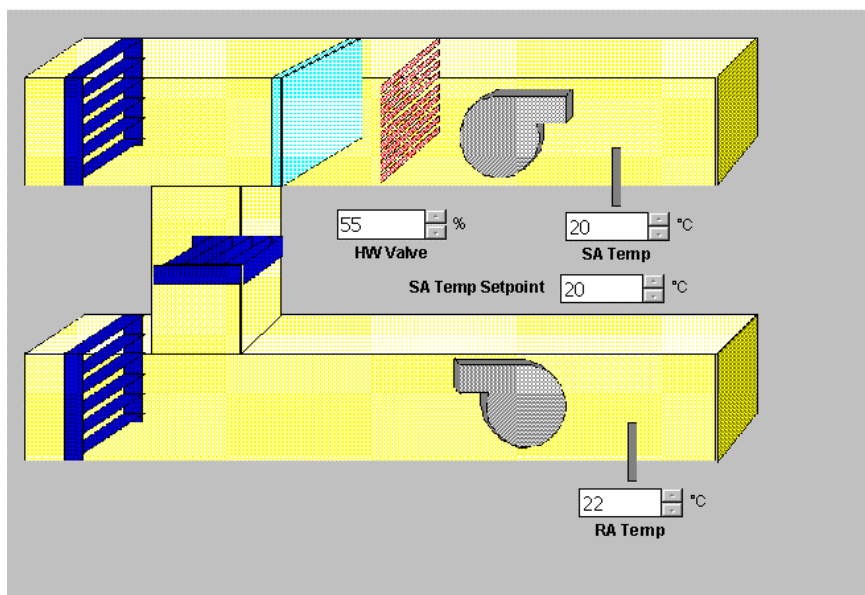 55 %
HW Valve
20 °C
SA Temp
SA Temp Setpoint 20 °C
22 °C
RA Temp